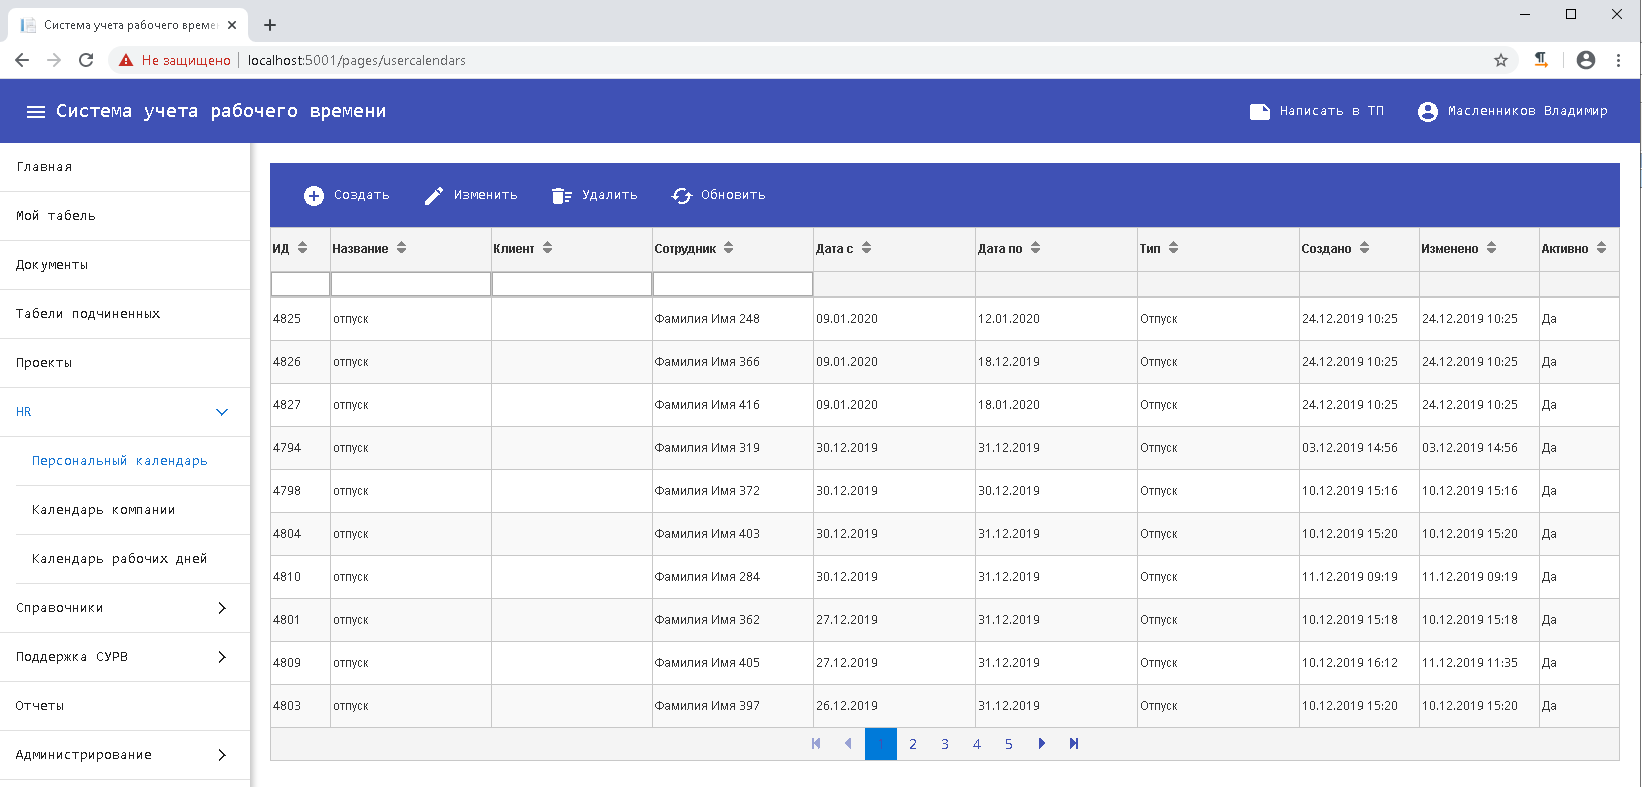 Система учета рабочего време
Не защищено localhost:5001/pages/usercalendars
Система учета рабочего времени
Написать в ТП
Масленников Владимир
Главная
Мой табель
Документы
Табели подчиненных
Проекты
HR
Персональный календарь
Календарь компании
Календарь рабочих дней
Справочники
Поддержка СУРВ
Отчеты
Администрирование
Создать Изменить Удалить Обновить
ИД Название Клиент Сотрудник Дата с Дата по Тип Создано Изменено Активно
4825 отпуск Фамилия Имя 248 09.01.2020 12.01.2020 Отпуск 24.12.2019 10:25 24.12.2019 10:25 Да
4826 отпуск Фамилия Имя 366 09.01.2020 18.12.2019 Отпуск 24.12.2019 10:25 24.12.2019 10:25 Да
4827 отпуск Фамилия Имя 416 09.01.2020 18.01.2020 Отпуск 24.12.2019 10:25 24.12.2019 10:25 Да
4794 отпуск Фамилия Имя 319 30.12.2019 31.12.2019 Отпуск 03.12.2019 14:56 03.12.2019 14:56 Да
4798 отпуск Фамилия Имя 372 30.12.2019 30.12.2019 Отпуск 10.12.2019 15:16 10.12.2019 15:16 Да
4804 отпуск Фамилия Имя 403 30.12.2019 31.12.2019 Отпуск 10.12.2019 15:20 10.12.2019 15:20 Да
4810 отпуск Фамилия Имя 284 30.12.2019 31.12.2019 Отпуск 11.12.2019 09:19 11.12.2019 09:19 Да
4801 отпуск Фамилия Имя 362 27.12.2019 31.12.2019 Отпуск 10.12.2019 15:18 10.12.2019 15:18 Да
4809 отпуск Фамилия Имя 405 27.12.2019 31.12.2019 Отпуск 10.12.2019 16:12 11.12.2019 11:35 Да
4803 отпуск Фамилия Имя 397 26.12.2019 31.12.2019 Отпуск 10.12.2019 15:20 10.12.2019 15:20 Да
1 2 3 4 5